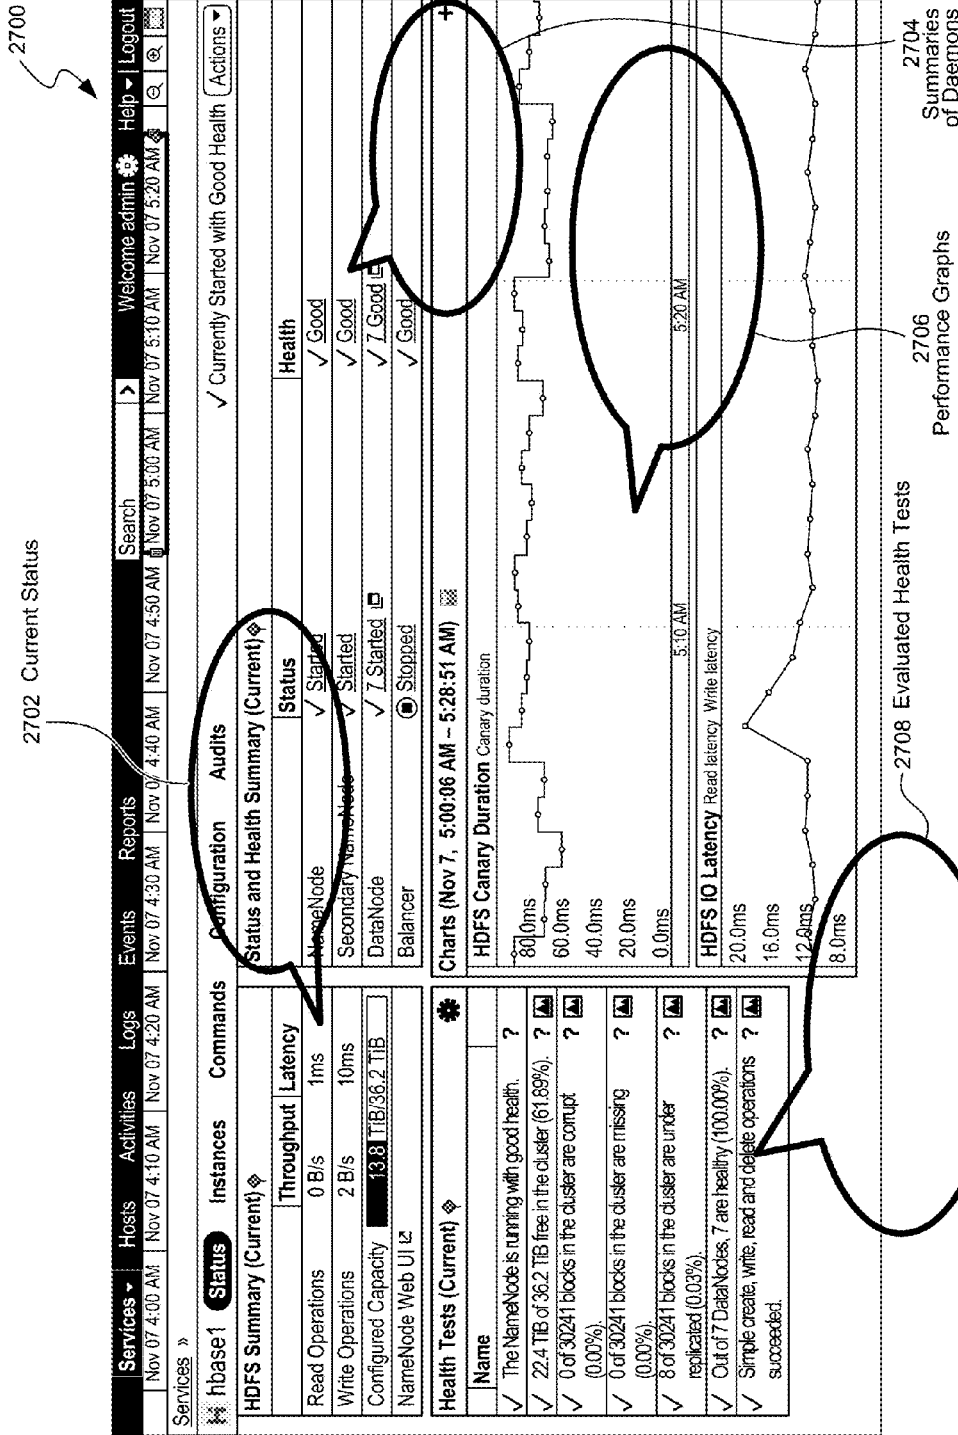 2700
2702 Current Status
Services Hosts Activities Logs Events Reports Search Welcome admin Help Logout
Nov 07 4:00 AM Nov 07 4:10 AM Nov 07 4:20 AM Nov 07 4:30 AM Nov 07 4:40 AM Nov 07 4:50 AM Nov 07 5:00 AM Nov 07 5:10 AM Nov 07 5:20 AM
Services »
hbase1 Status Instances Commands Configuration Audits ✓ Currently Started with Good Health Actions
HDFS Summary (Current)
Throughput Latency
Read Operations 0 B/s 1ms
Write Operations 2 B/s 10ms
Configured Capacity 13.8 TiB/36.2 TiB
NameNode Web UI
Status and Health Summary (Current)
Status Health
NameNode ✓ Started ✓ Good
Secondary NameNode ✓ Started ✓ Good
DataNode ✓ 7 Started ✓ 7 Good
Balancer Stopped ✓ Good
Health Tests (Current)
Name
✓ The NameNode is running with good health. ?
✓ 22.4 TiB of 36.2 TiB free in the cluster (61.89%). ?
✓ 0 of 30241 blocks in the cluster are corrupt ?
(0.00%).
✓ 0 of 30241 blocks in the cluster are missing ?
(0.00%).
✓ 8 of 30241 blocks in the cluster are under ?
replicated (0.03%).
✓ Out of 7 DataNodes, 7 are healthy (100.00%). ?
✓ Simple create, write, read and delete operations ?
succeeded.
Charts (Nov 7, 5:00:06 AM – 5:28:51 AM) +
HDFS Canary Duration Canary duration
80.0ms
60.0ms
40.0ms
20.0ms
0.0ms
5:10 AM 5:20 AM
HDFS IO Latency Read latency Write latency
20.0ms
16.0ms
12.0ms
8.0ms
2708 Evaluated Health Tests
2706
Performance Graphs
2704
Summaries
of Daemons